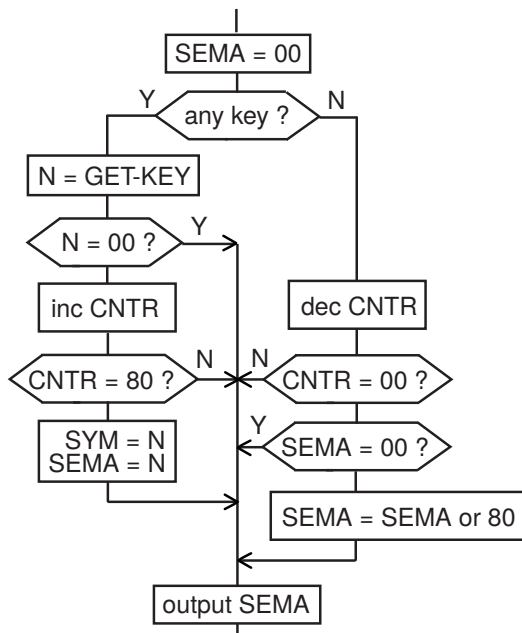 SEMA = 00
Y
any key ?
N
N = GET-KEY
N = 00 ?
Y
inc CNTR
dec CNTR
CNTR = 80 ?
N
N
CNTR = 00 ?
SYM = N
SEMA = N
Y
SEMA = 00 ?
SEMA = SEMA or 80
output SEMA